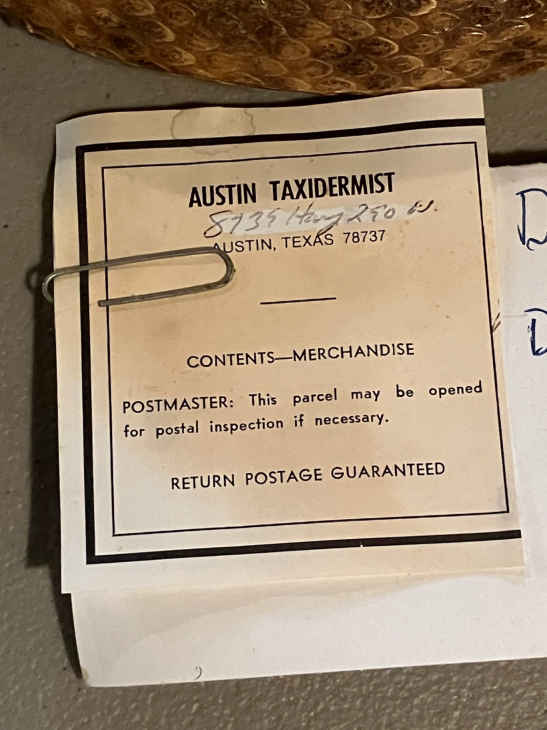 AUSTIN TAXIDERMIST
8739 Hwy 290 W.
AUSTIN, TEXAS 78737
CONTENTS—MERCHANDISE
POSTMASTER: This parcel may be opened
for postal inspection if necessary.
RETURN POSTAGE GUARANTEED
D
D